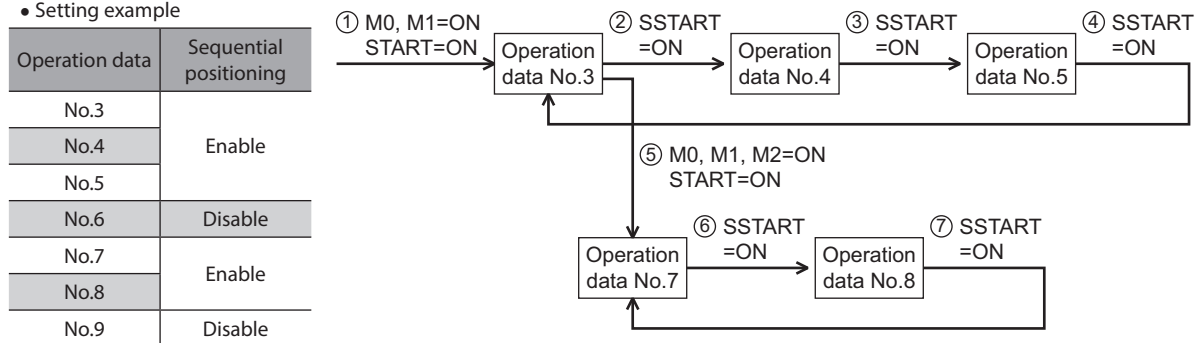 • Setting example
Operation data
Sequential
positioning
No.3
No.4
No.5
Enable
No.6
Disable
No.7
No.8
Enable
No.9
Disable
① M0, M1=ON
START=ON
Operation
data No.3
② SSTART
=ON
Operation
data No.4
③ SSTART
=ON
Operation
data No.5
④ SSTART
=ON
⑤ M0, M1, M2=ON
START=ON
Operation
data No.7
⑥ SSTART
=ON
Operation
data No.8
⑦ SSTART
=ON